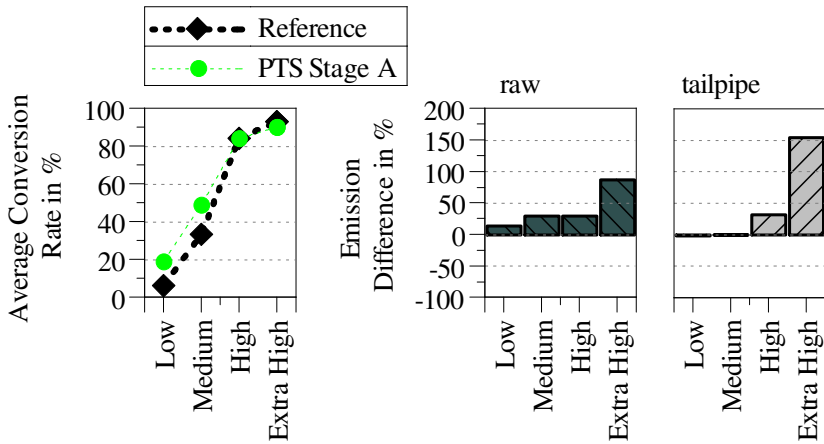 Reference
PTS Stage A
Average Conversion
Rate in %
100
80
60
40
20
0
Low
Medium
High
Extra High
raw
Emission
Difference in %
200
150
100
50
0
-50
-100
Low
Medium
High
Extra High
tailpipe
Low
Medium
High
Extra High